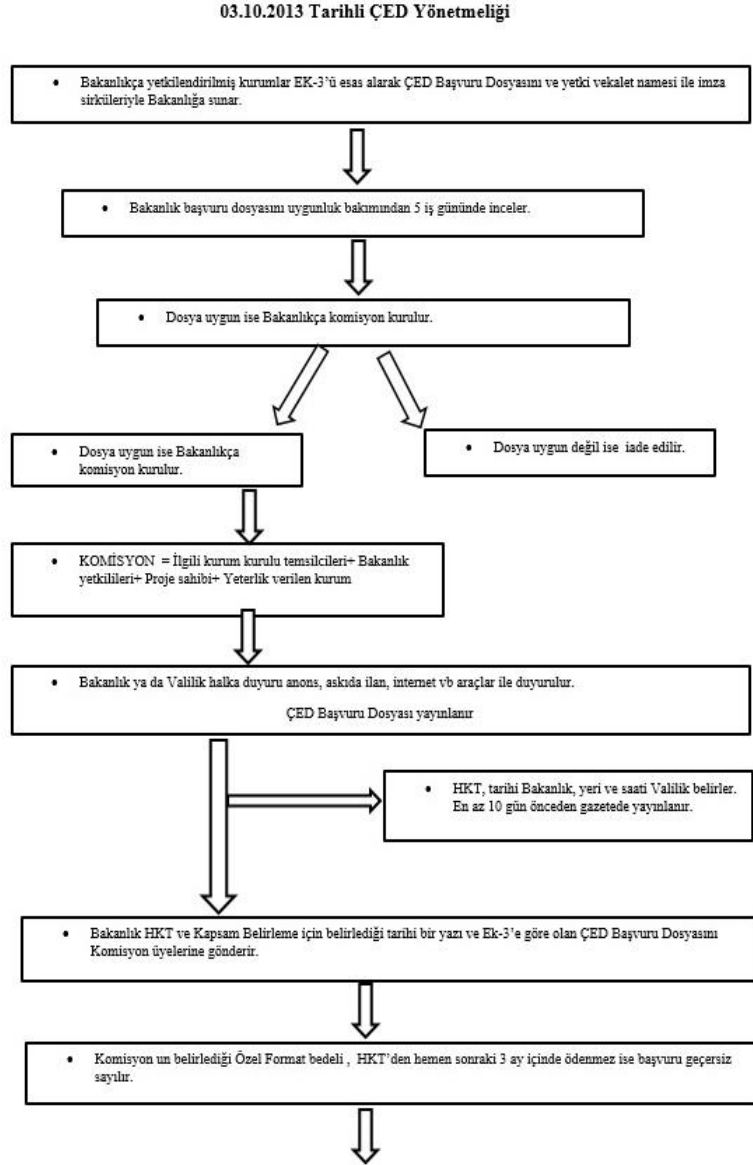 03.10.2013 Tarihli ÇED Yönetmeliği
• Bakanlıkça yetkilendirilmiş kurumlar EK-3’ü esas alarak ÇED Başvuru Dosyasını ve yetki vekalet namesi ile imza
sirküleriyle Bakanlığa sunar.
• Bakanlık başvuru dosyasını uygunluk bakımından 5 iş gününde inceler.
• Dosya uygun ise Bakanlıkça komisyon kurulur.
• Dosya uygun ise Bakanlıkça
komisyon kurulur.
• Dosya uygun değil ise iade edilir.
• KOMİSYON = İlgili kurum kurulu temsilcileri+ Bakanlık
yetkilileri+ Proje sahibi+ Yeterlik verilen kurum
• Bakanlık ya da Valilik halka duyuru anons, askıda ilan, internet vb araçlar ile duyurulur.
ÇED Başvuru Dosyası yayınlanır
• HKT, tarihi Bakanlık, yeri ve saati Valilik belirler.
En az 10 gün önceden gazetede yayınlanır.
• Bakanlık HKT ve Kapsam Belirleme için belirlediği tarihi bir yazı ve Ek-3’e göre olan ÇED Başvuru Dosyasını
Komisyon üyelerine gönderir.
• Komisyon un belirlediği Özel Format bedeli , HKT’den hemen sonraki 3 ay içinde ödenmez ise başvuru geçersiz
sayılır.